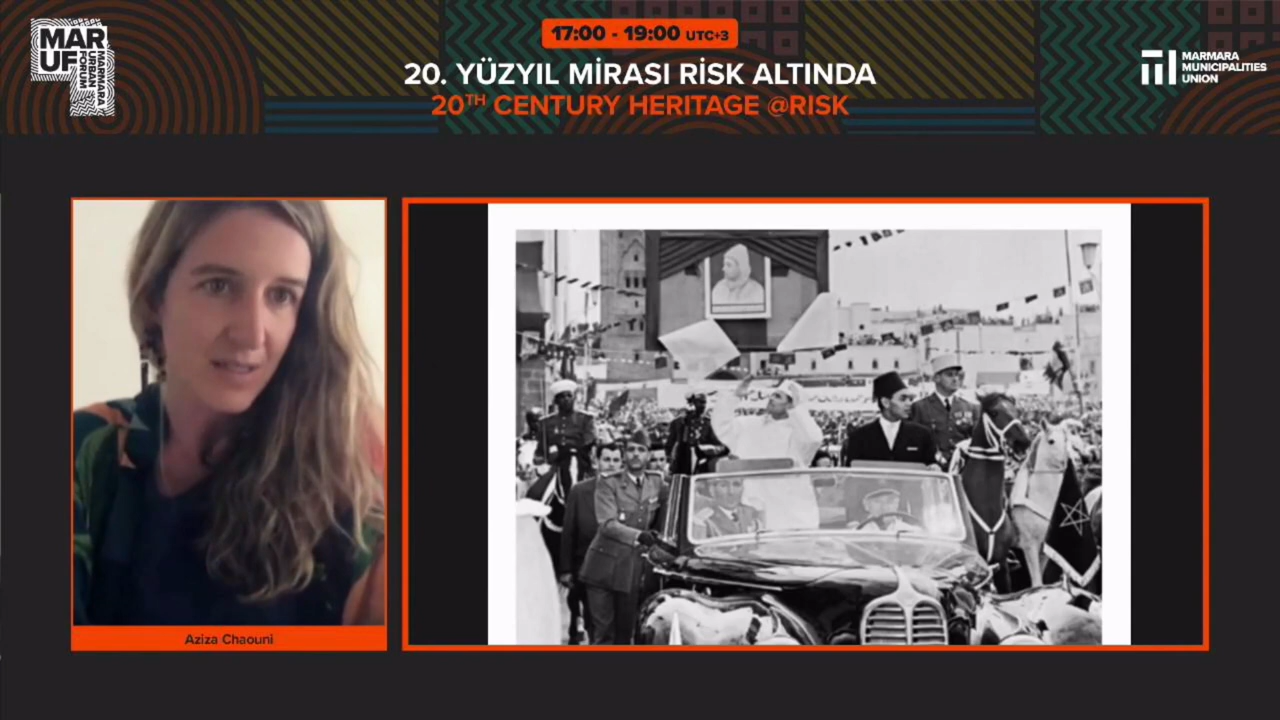 MAR
UF
MARMARA
URBAN
FORUM
17:00 - 19:00 UTC+3
20. YÜZYIL MİRASI RİSK ALTINDA
20TH CENTURY HERITAGE @RISK
MARMARA
MUNICIPALITIES
UNION
Aziza Chaouni